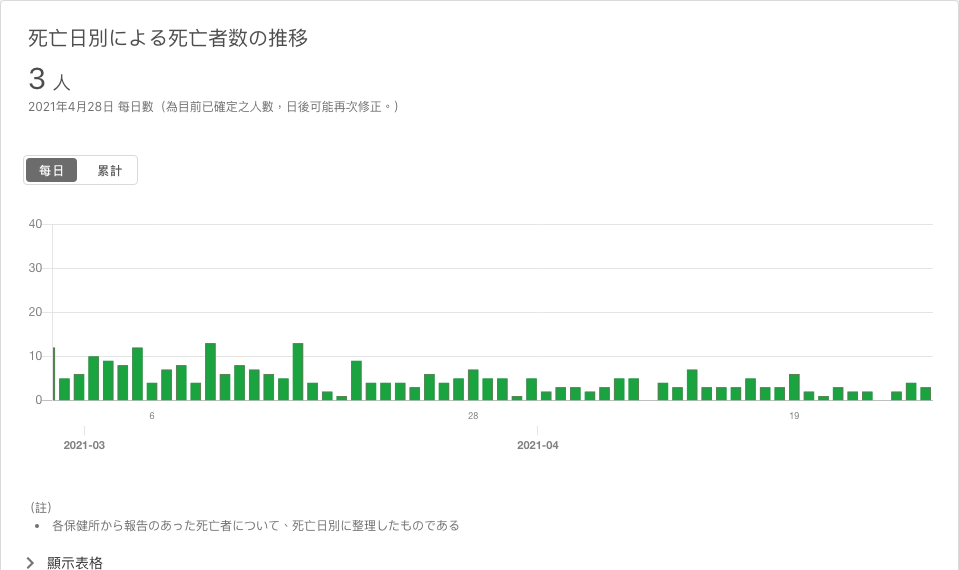 死亡日別による死亡者数の推移
3 人
2021年4月28日 每日數（為目前已確定之人數，日後可能再次修正。）
每日 累計
40
30
20
10
0
6 28 19
2021-03 2021-04
（註）
• 各保健所から報告のあった死亡者について、死亡日別に整理したものである
顯示表格